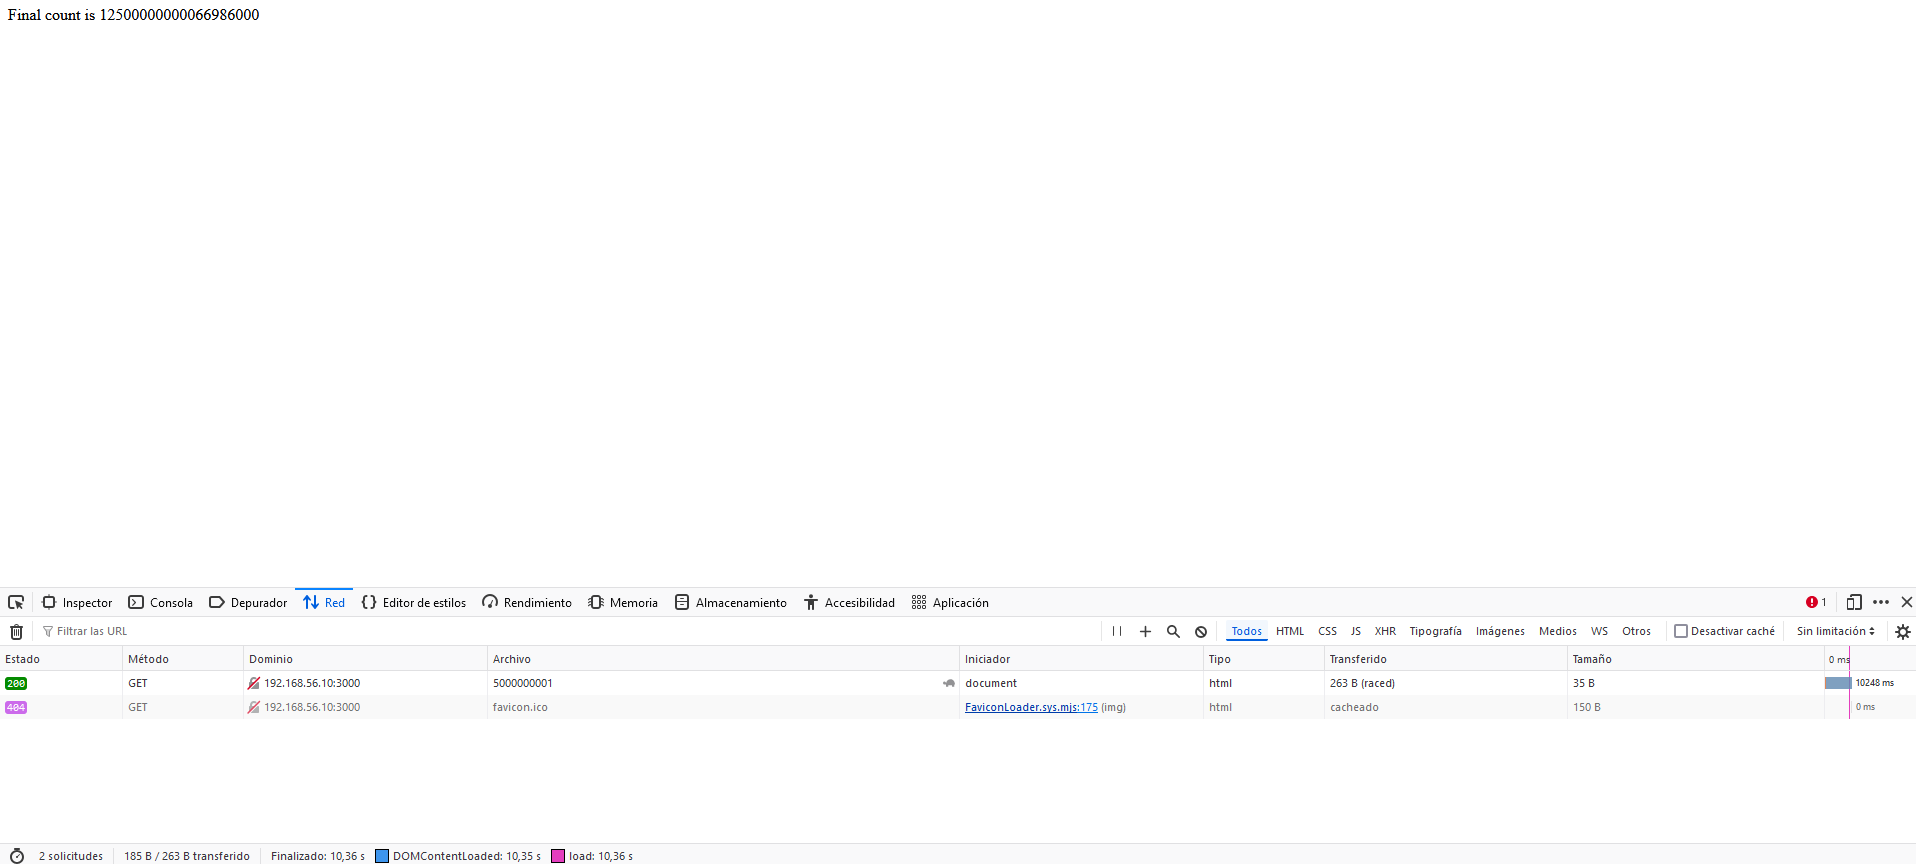 Final count is 12500000000066986000
Inspector Consola Depurador Red Editor de estilos Rendimiento Memoria Almacenamiento Accesibilidad Aplicación 1
Filtrar las URL Todos HTML CSS JS XHR Tipografía Imágenes Medios WS Otros Desactivar caché Sin limitación
Estado Método Dominio Archivo Iniciador Tipo Transferido Tamaño 0 ms
200 GET 192.168.56.10:3000 5000000001 document html 263 B (raced) 35 B 10248 ms
404 GET 192.168.56.10:3000 favicon.ico FaviconLoader.sys.mjs:175 (img) html cacheado 150 B 0 ms
2 solicitudes 185 B / 263 B transferido Finalizado: 10,36 s DOMContentLoaded: 10,35 s load: 10,36 s